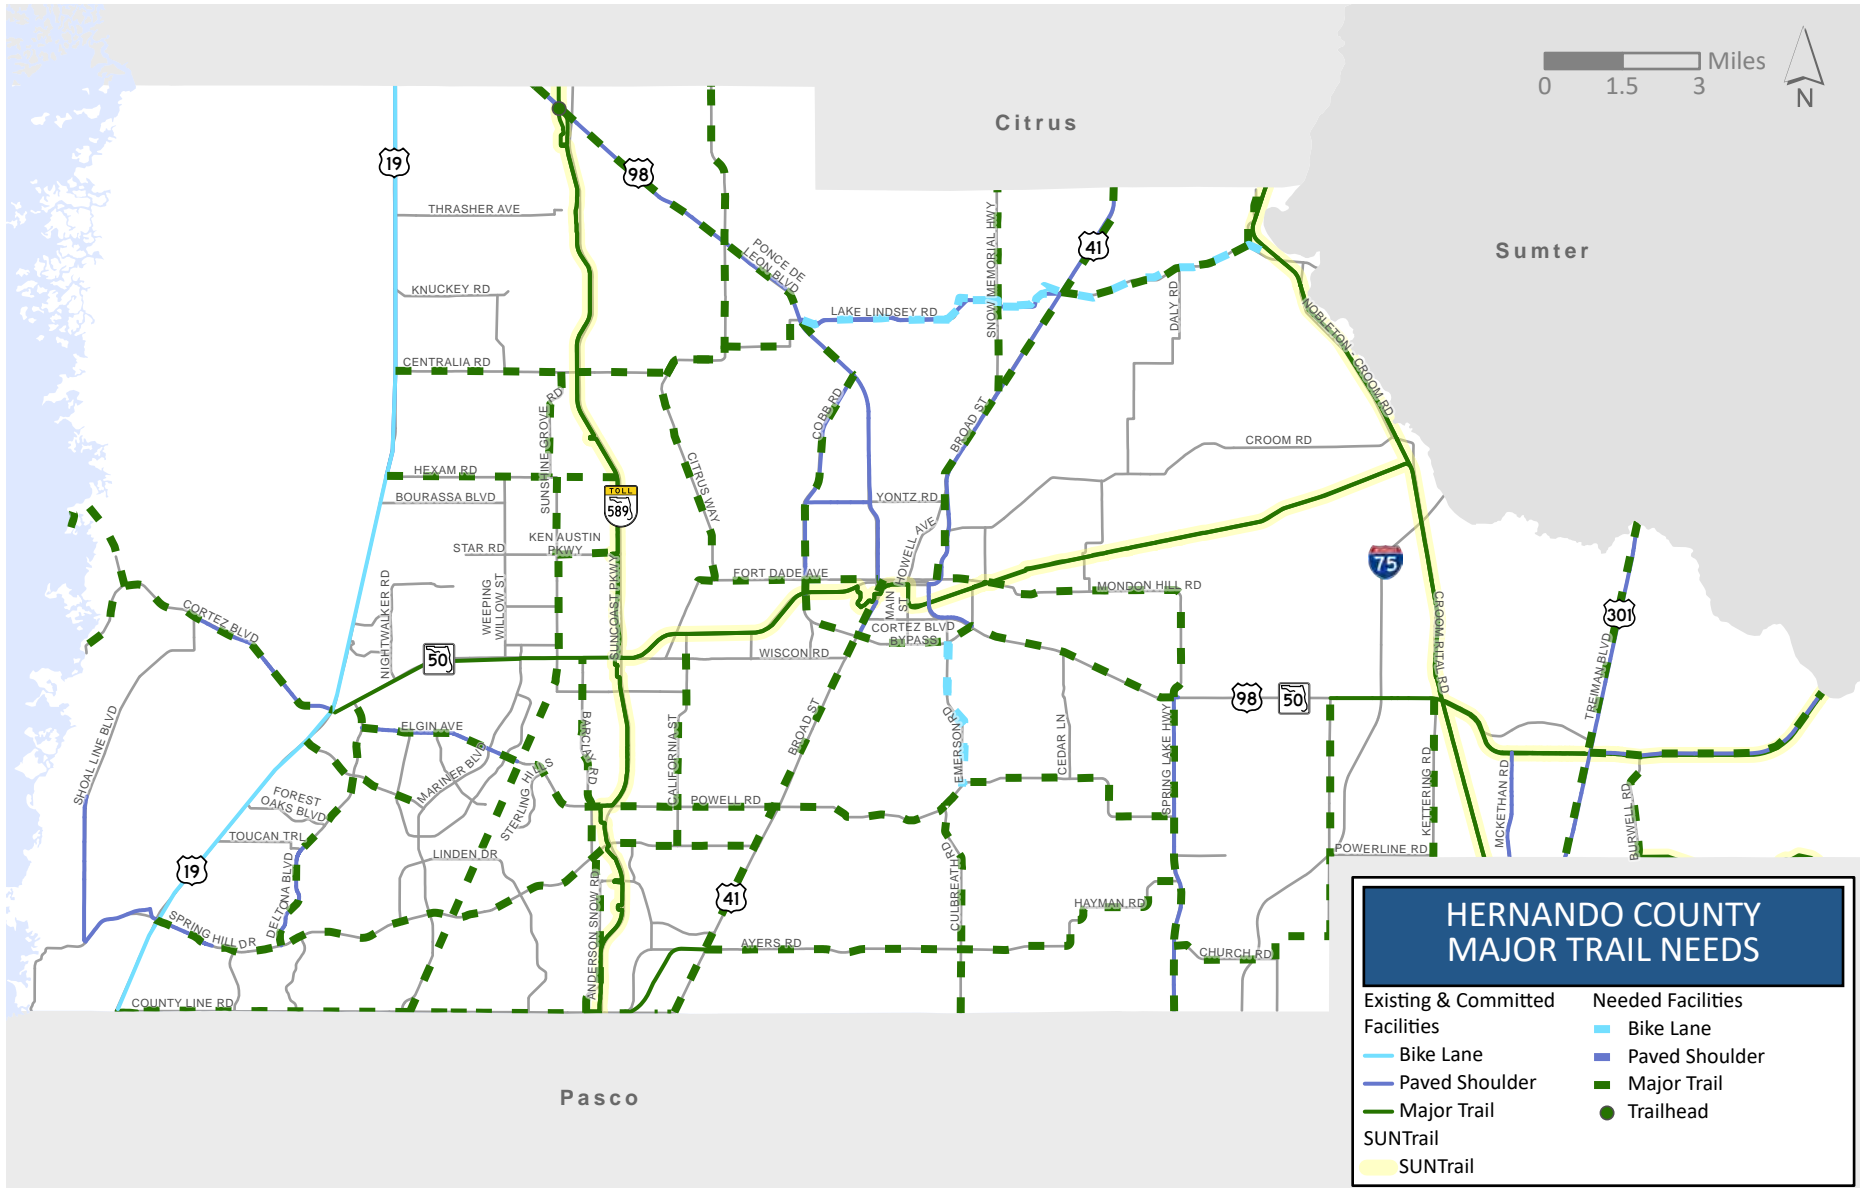 Citrus
Sumter
Pasco
Miles
0 1.5 3
N
19
98
41
THRASHER AVE
KNUCKEY RD
CENTRALIA RD
PONCE DE
LEON BLVD
LAKE LINDSEY RD
SNOW MEMORIAL HWY
DALY RD
NOBLETON - CROOM RD
COBB RD
BROAD ST
CROOM RD
SUNSHINE GROVE RD
CITRUS WAY
HEXAM RD
BOURASSA BLVD
TOLL
589
YONTZ RD
HOWELL AVE
KEN AUSTIN
PKWY
STAR RD
FORT DADE AVE
MONDON HILL RD
75
301
NIGHTWALKER RD
WEEPING
WILLOW ST
SUNCOAST PKWY
MAIN
ST
CORTEZ BLVD
CORTEZ BLVD
BYPASS
CROOM RITAL RD
TREIMAN BLVD
50
WISCON RD
98
50
SHOAL LINE BLVD
ELGIN AVE
BARCLAY RD
CALIFORNIA ST
BROAD ST
EMERSON RD
CEDAR LN
SPRING LAKE HWY
MARINER BLVD
STERLING HILLS
KETTERING RD
MCKETHAN RD
BURWELL RD
FOREST
OAKS BLVD
POWELL RD
TOUCAN TRL
LINDEN DR
POWERLINE RD
19
41
DELTONA BLVD
SPRING HILL DR
ANDERSON SNOW RD
CULBREATH RD
HAYMAN RD
AYERS RD
CHURCH RD
COUNTY LINE RD
HERNANDO COUNTY
MAJOR TRAIL NEEDS
Existing & Committed
Facilities
Bike Lane
Paved Shoulder
Major Trail
SUNTrail
SUNTrail
Needed Facilities
Bike Lane
Paved Shoulder
Major Trail
Trailhead